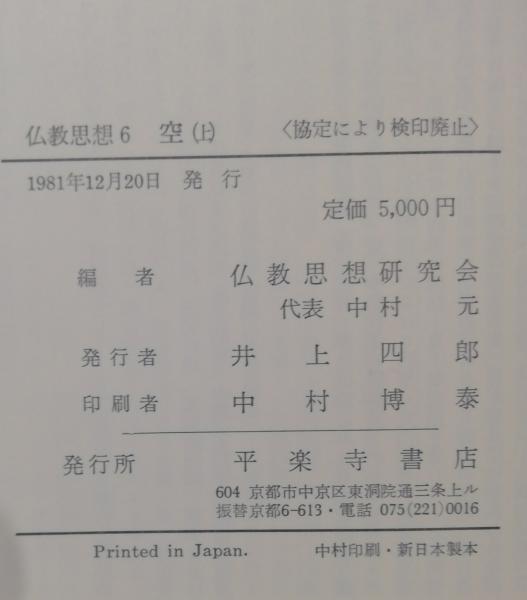 仏教思想6 空(上) 〈協定により検印廃止〉
1981年12月20日 発行
定価 5,000円
編者 仏教思想研究会
代表 中村 元
発行者 井上四郎
印刷者 中村博泰
発行所 平楽寺書店
604 京都市中京区東洞院通三条上ル
振替京都6-613・電話 075(221)0016
Printed in Japan. 中村印刷・新日本製本